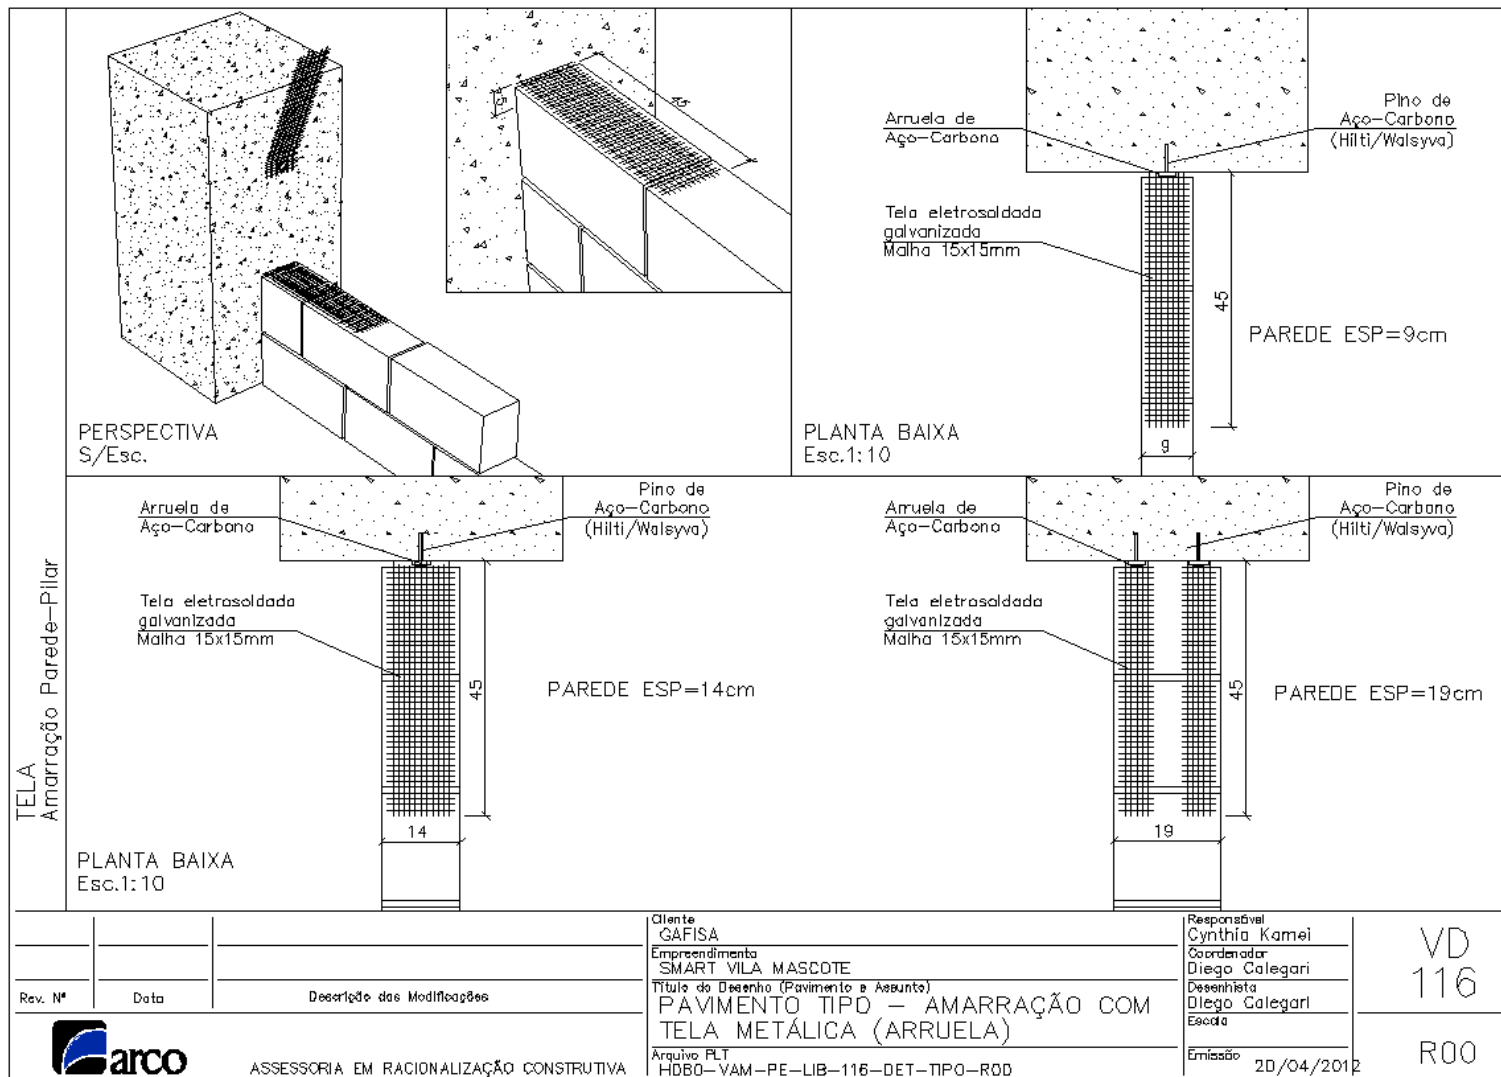 TELA
Amarração Parede-Pilar
5
45
PERSPECTIVA
S/Esc.
Arruela de
Aço-Carbono
Pino de
Aço-Carbono
(Hilti/Walsyva)
Tela eletrosoldada
galvanizada
Malha 15x15mm
45
PAREDE ESP=9cm
9
PLANTA BAIXA
Esc.1:10
Arruela de
Aço-Carbono
Pino de
Aço-Carbono
(Hilti/Walsyva)
Tela eletrosoldada
galvanizada
Malha 15x15mm
45
PAREDE ESP=14cm
14
PLANTA BAIXA
Esc.1:10
Arruela de
Aço-Carbono
Pino de
Aço-Carbono
(Hilti/Walsyva)
Tela eletrosoldada
galvanizada
Malha 15x15mm
45
PAREDE ESP=19cm
19
Rev. Nº
Data
Descrição das Modificações
arco
ASSESSORIA EM RACIONALIZAÇÃO CONSTRUTIVA
Cliente
GAFISA
Empreendimento
SMART VILA MASCOTE
Título do Desenho (Pavimento e Assunto)
PAVIMENTO TIPO – AMARRAÇÃO COM
TELA METÁLICA (ARRUELA)
Arquivo PLT
HD80-VAM-PE-LIB-116-DET-TIPO-R00
Responsável
Cynthia Kamei
Coordenador
Diego Calegari
Desenhista
Diego Calegari
Escala
Emissão
20/04/2012
VD
116
R00